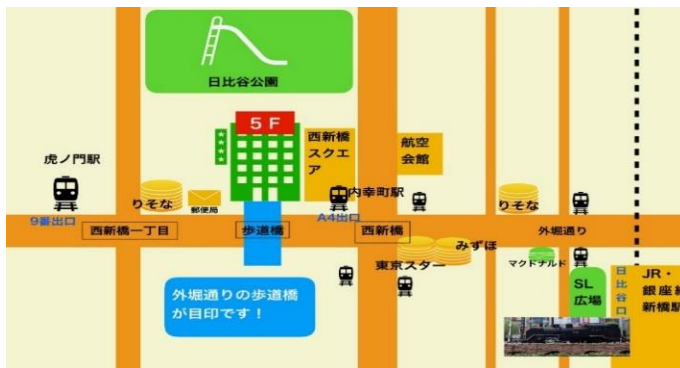 日比谷公園
5F
西新橋
スクエ
ア
航空
会館
虎ノ門駅
りそな
郵便局
内幸町駅
りそな
9番出口
A4出口
西新橋一丁目
歩道橋
西新橋
外堀通り
みずほ
東京スター
マクドナルド
外堀通りの歩道橋
が目印です！
SL
広場
日比谷口
JR・
銀座線
新橋駅